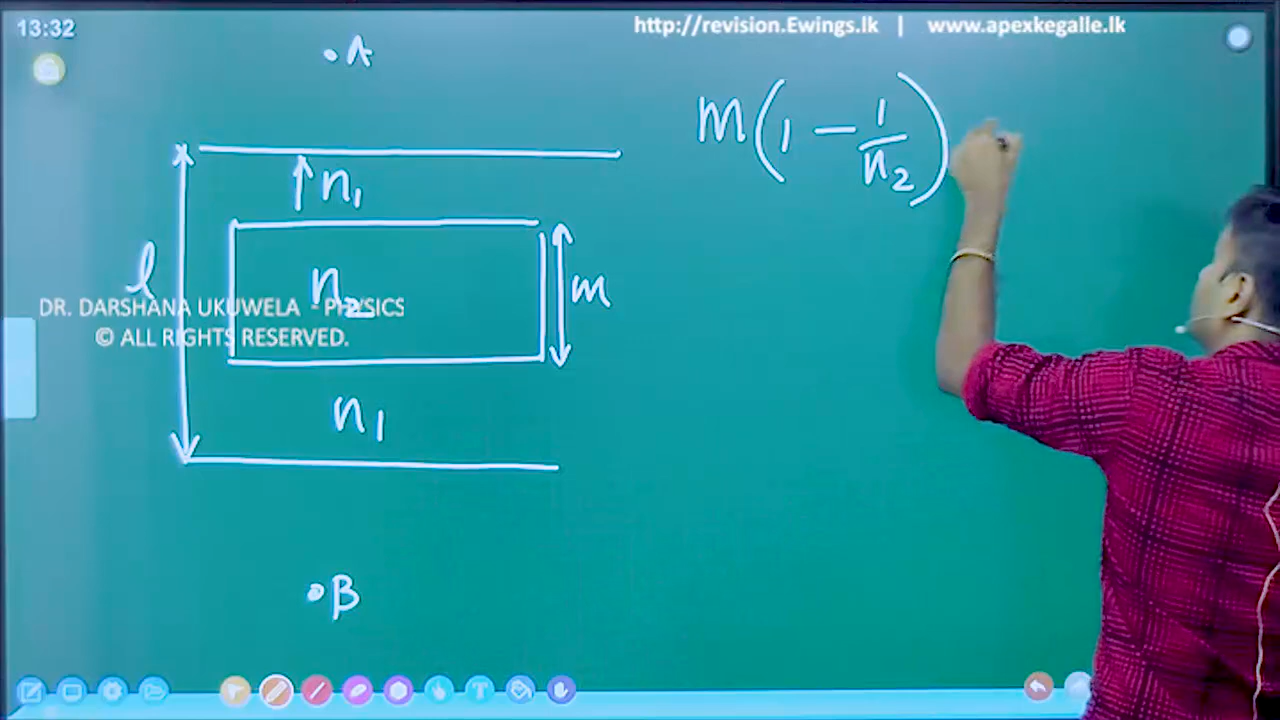 13:32
http://revision.Ewings.lk | www.apexkegalle.lk
A
m(1 - 1/n₂)
n₁
l
n₂
m
DR. DARSHANA UKUWELA - PHYSICS
© ALL RIGHTS RESERVED.
n₁
B
T